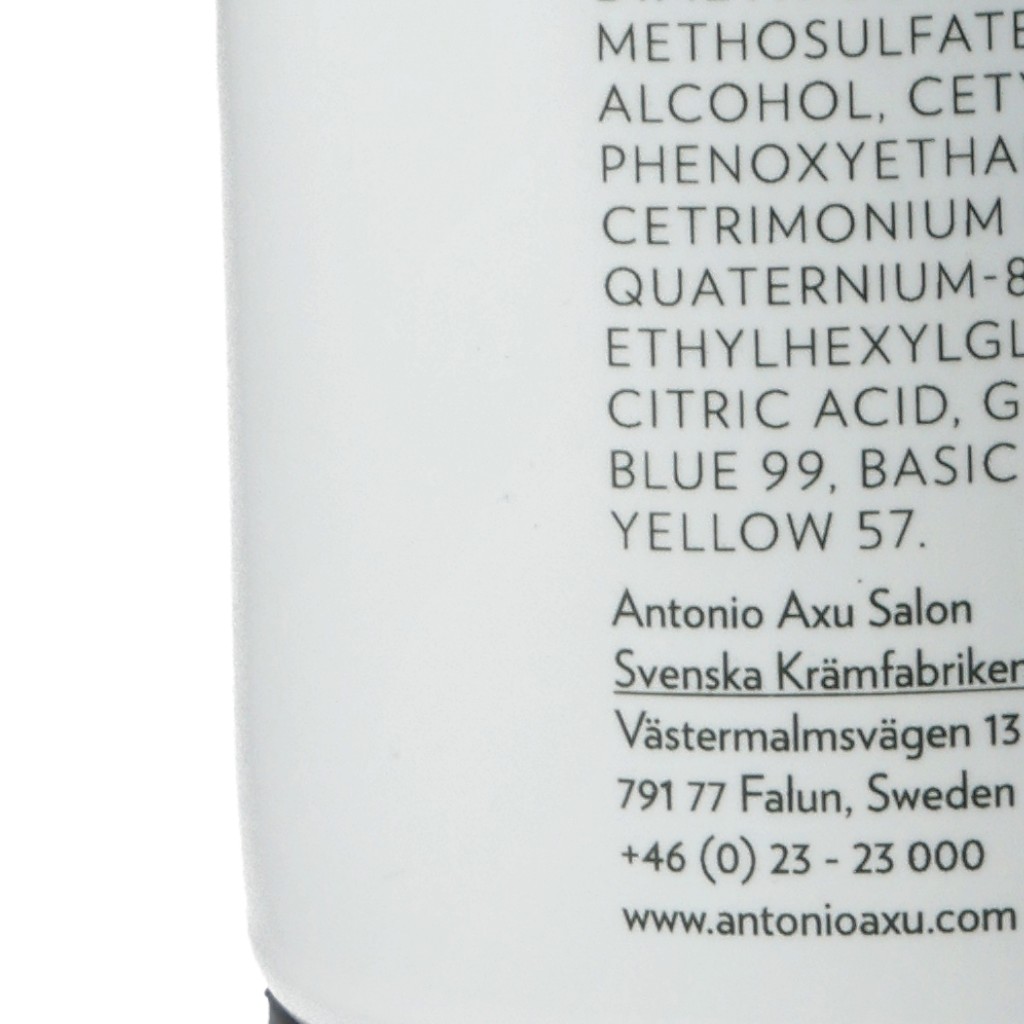 METHOSULFATE
ALCOHOL, CETY
PHENOXYETHA
CETRIMONIUM
QUATERNIUM-8
ETHYLHEXYLGL
CITRIC ACID, G
BLUE 99, BASIC
YELLOW 57.
Antonio Axu Salon
Svenska Krämfabriken
Västermalmsvägen 13
791 77 Falun, Sweden
+46 (0) 23 - 23 000
www.antonioaxu.com